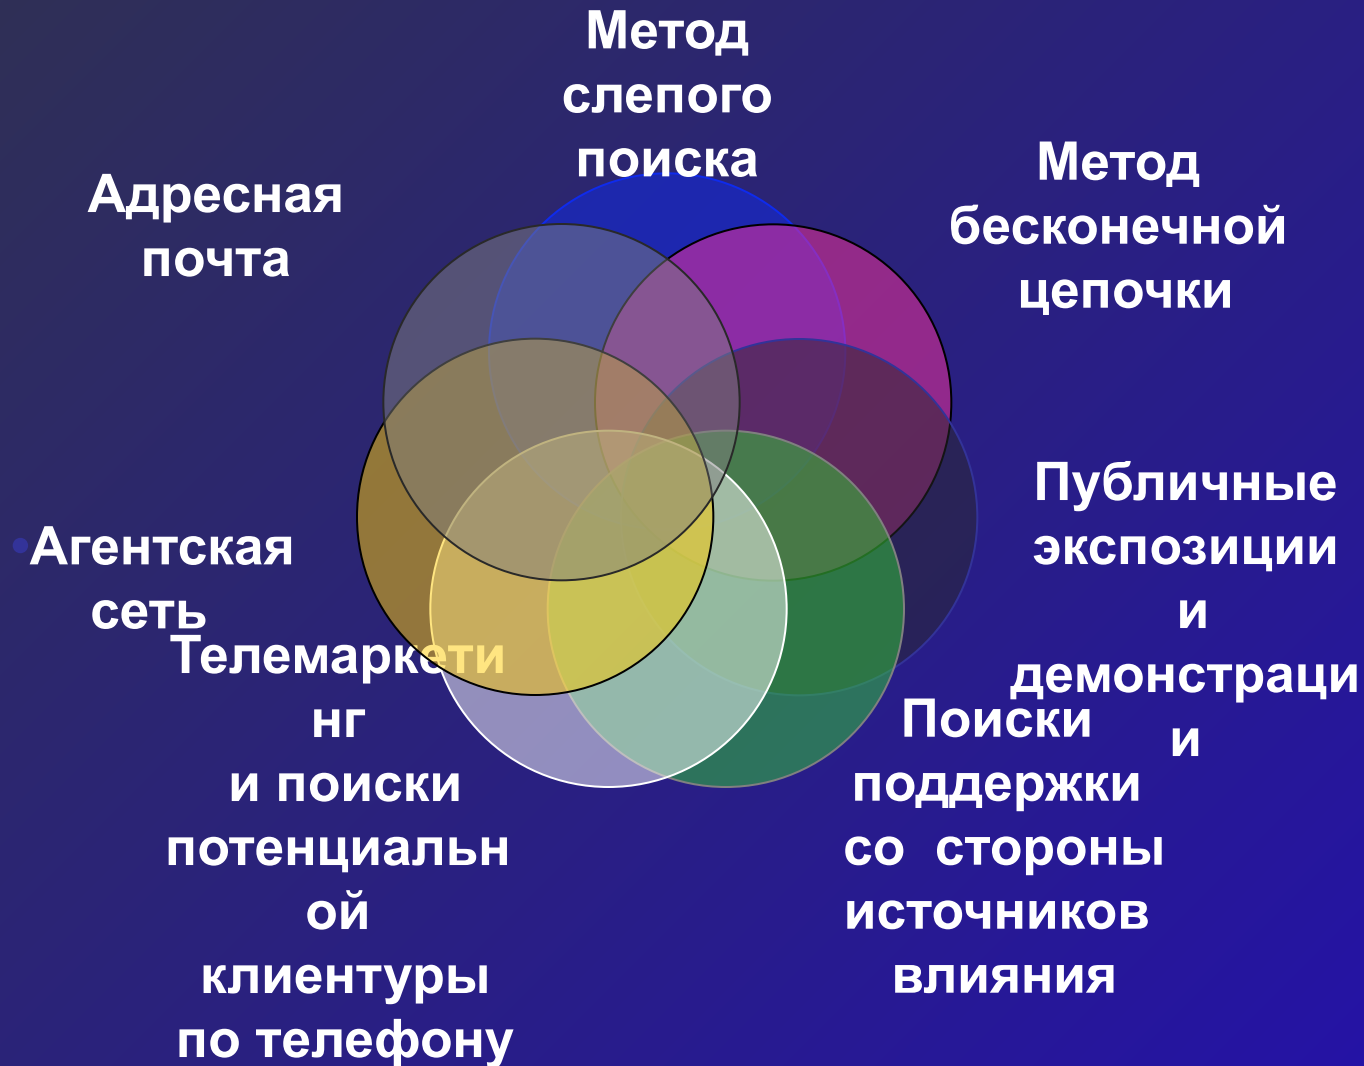 Метод
слепого
поиска
Метод
бесконечной
цепочки
Публичные
экспозиции
и
демонстраци
и
Поиски
поддержки
со  стороны
источников
влияния
Телемаркети
нг
и поиски
потенциальн
ой
клиентуры
по телефону
•Агентская
сеть
Адресная
почта